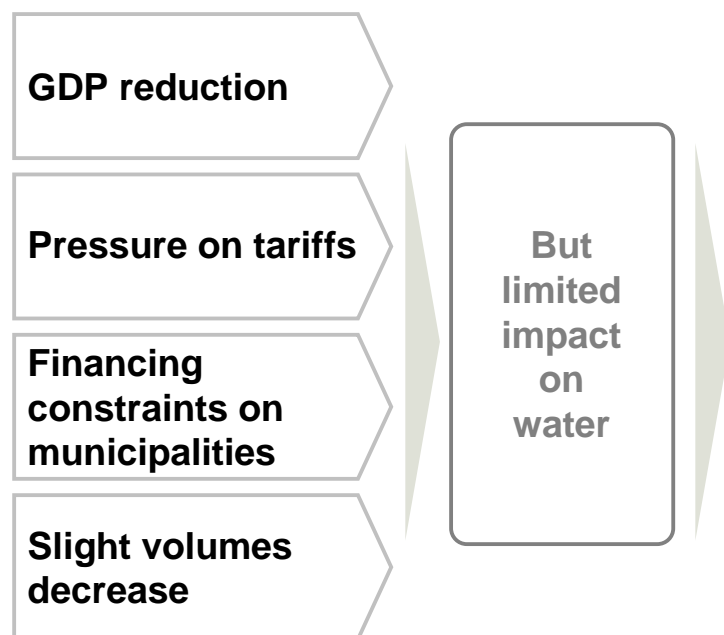 GDP reduction
Pressure on tariffs
Financing
constraints on
municipalities
Slight volumes
decrease
But
limited
impact
on
water